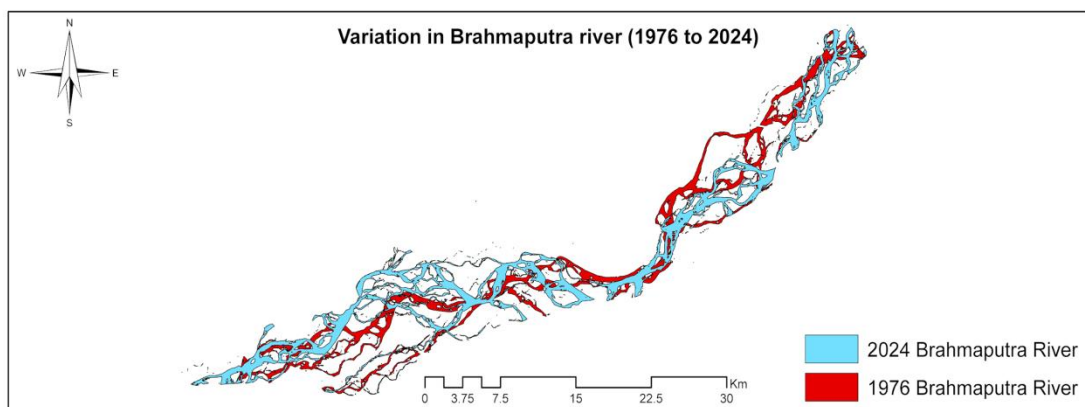 Variation in Brahmaputra river (1976 to 2024)
N
W E
S
2024 Brahmaputra River
1976 Brahmaputra River
Km
0 3.75 7.5 15 22.5 30